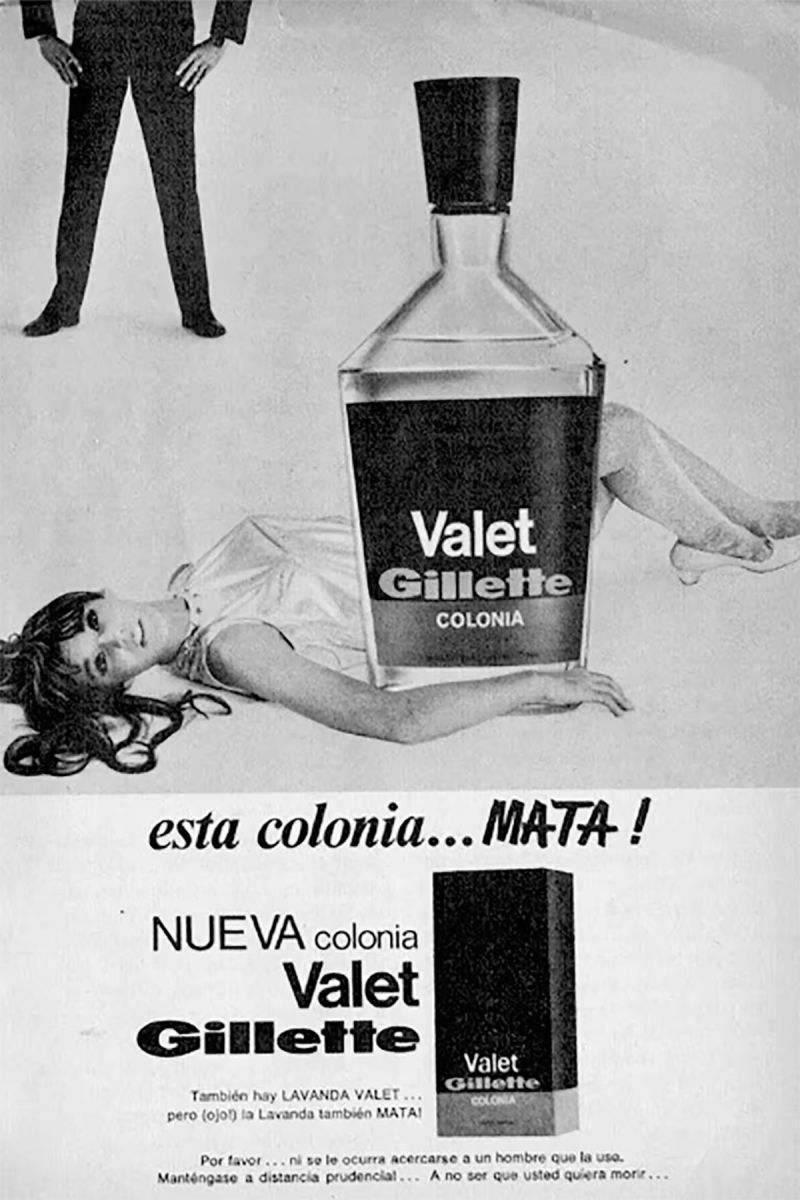 Valet
Gillette
COLONIA
esta colonia... MATA!
NUEVA colonia
Valet
Gillette
Valet
Gillette
COLONIA
También hay LAVANDA VALET ...
pero (ojo!) la Lavanda también MATA!
Por favor ... ni se le ocurra acercarse a un hombre que la use.
Manténgase a distancia prudencial ... A no ser que usted quiera morir ...